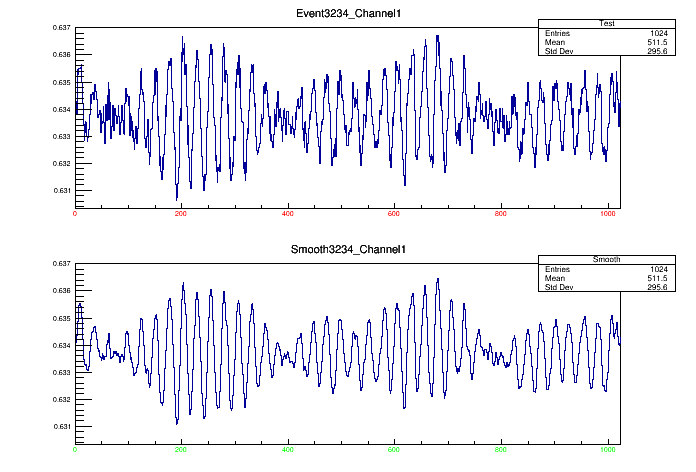 Event3234_Channel1
Test
Entries 1024
Mean 511.5
Std Dev 295.6
0.637
0.636
0.635
0.634
0.633
0.632
0.631
0 200 400 600 800 1000
Smooth3234_Channel1
Smooth
Entries 1024
Mean 511.5
Std Dev 295.6
0.637
0.636
0.635
0.634
0.633
0.632
0.631
0 200 400 600 800 1000